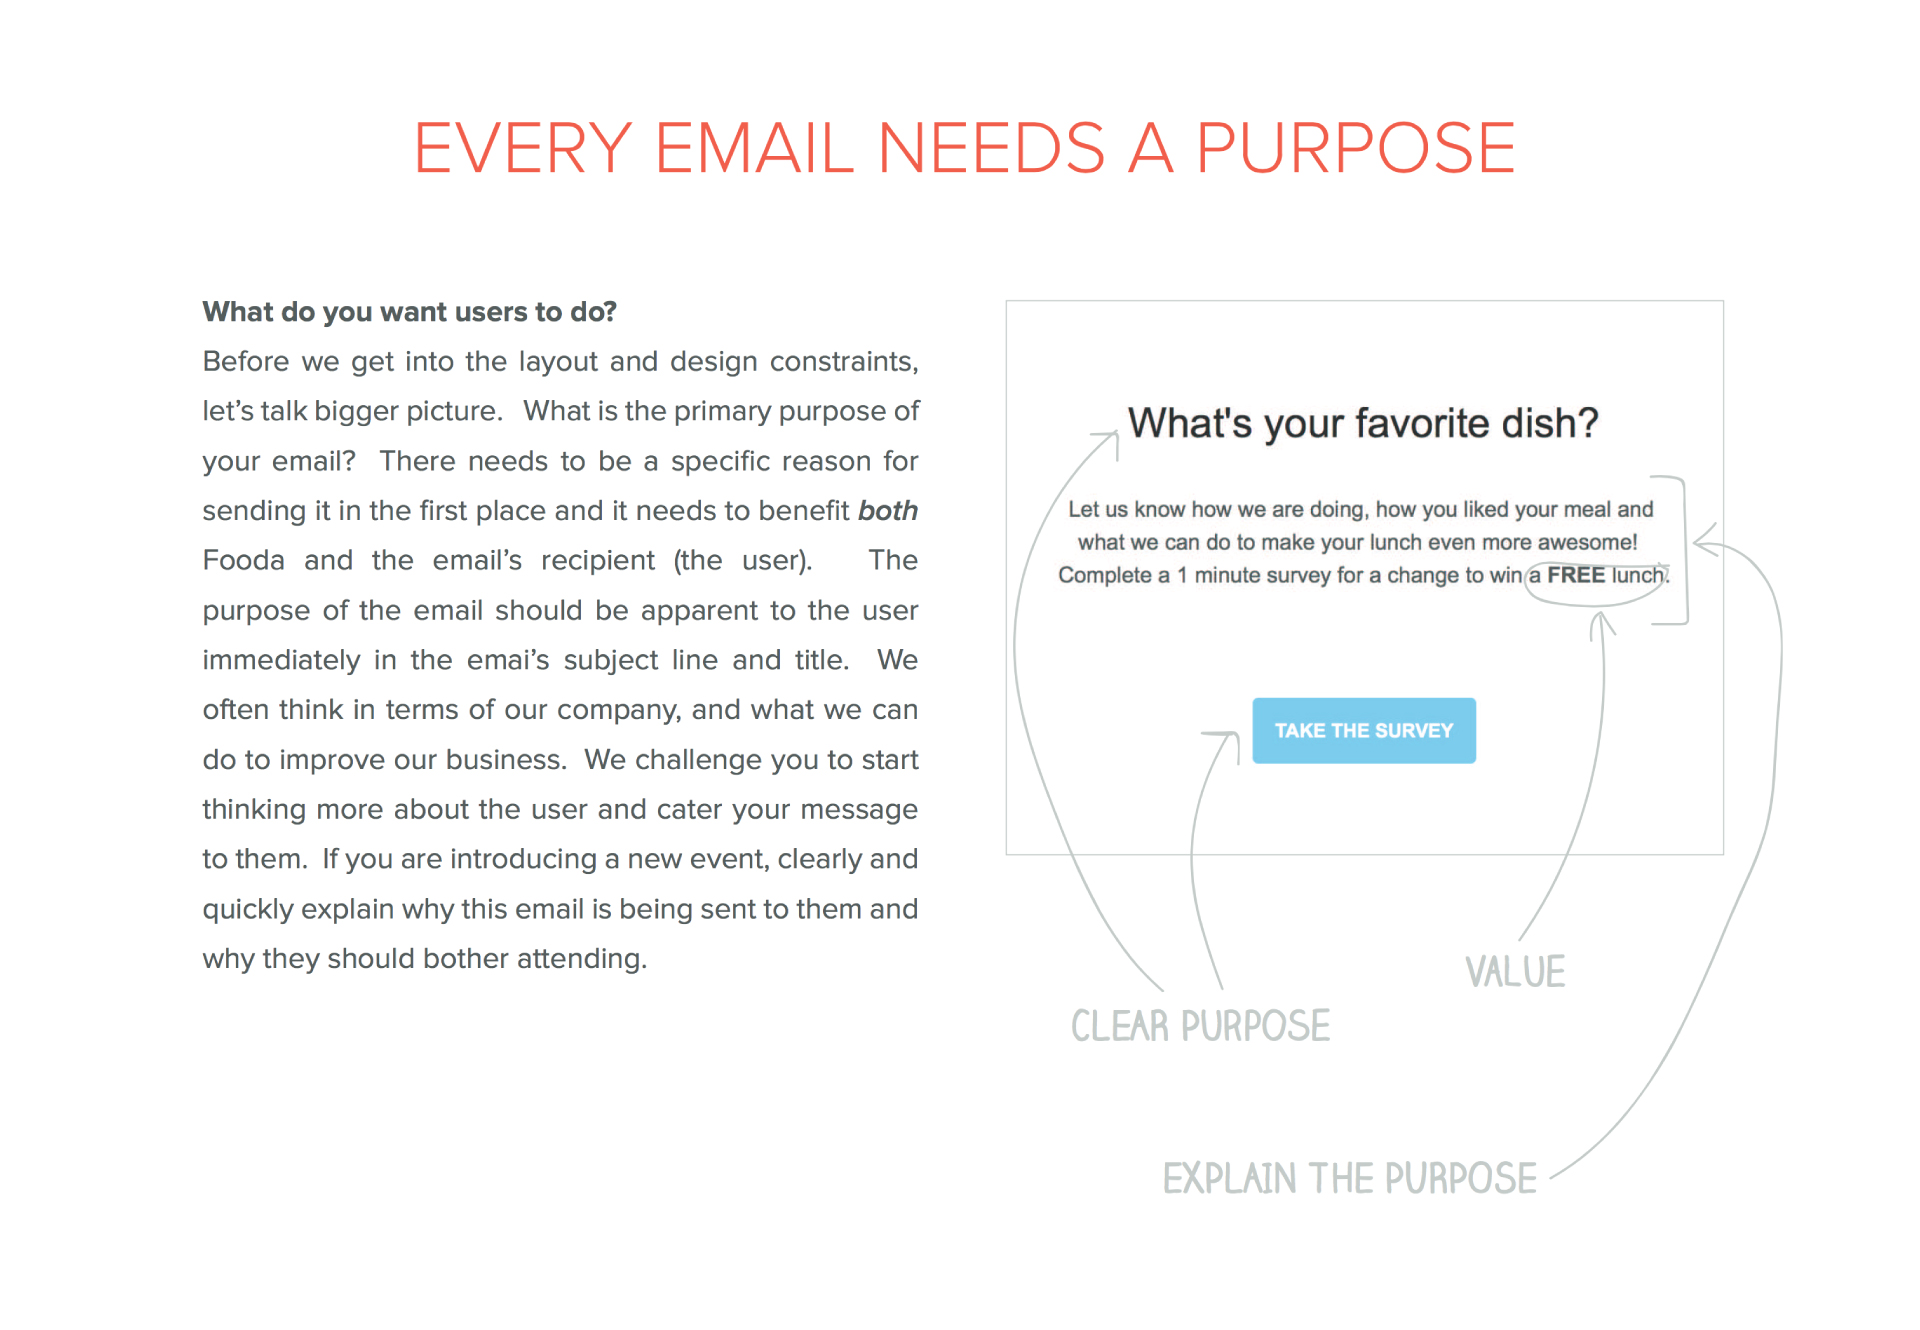 EVERY EMAIL NEEDS A PURPOSE
What do you want users to do?
Before we get into the layout and design constraints,
let's talk bigger picture. What is the primary purpose of
your email? There needs to be a specific reason for
sending it in the first place and it needs to benefit both
Fooda and the email's recipient (the user). The
purpose of the email should be apparent to the user
immediately in the emai's subject line and title. We
often think in terms of our company, and what we can
do to improve our business. We challenge you to start
thinking more about the user and cater your message
to them. If you are introducing a new event, clearly and
quickly explain why this email is being sent to them and
why they should bother attending.
What's your favorite dish?
Let us know how we are doing, how you liked your meal and
what we can do to make your lunch even more awesome!
Complete a 1 minute survey for a change to win a FREE lunch.
TAKE THE SURVEY
VALUE
CLEAR PURPOSE
EXPLAIN THE PURPOSE